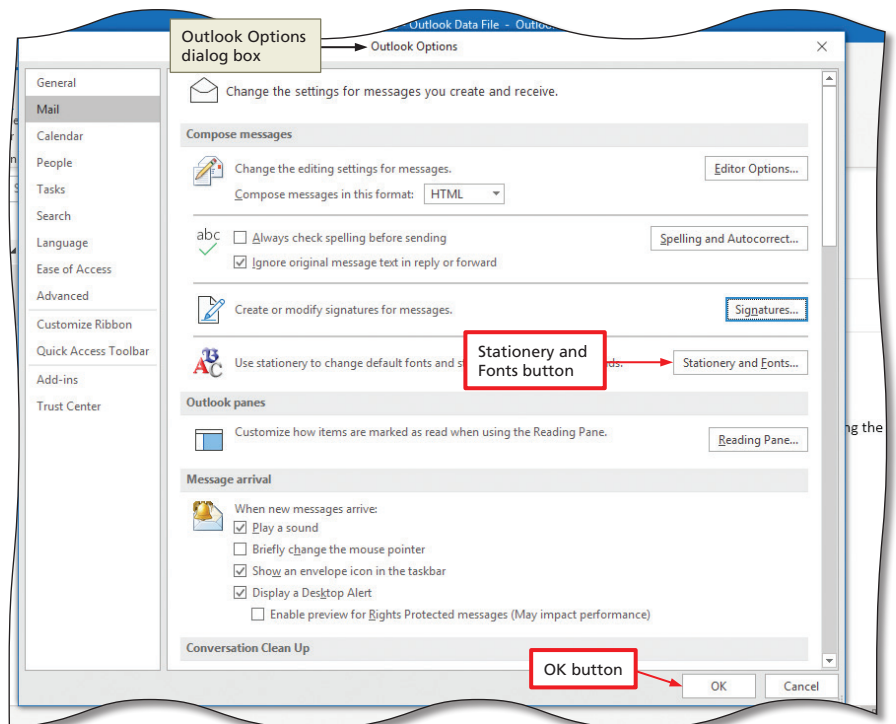 Outlook Data File - Outlo
Outlook Options
dialog box
Outlook Options
General
Mail
Calendar
People
Tasks
Search
Language
Ease of Access
Advanced
Customize Ribbon
Quick Access Toolbar
Add-ins
Trust Center
Change the settings for messages you create and receive.
Compose messages
Change the editing settings for messages.
Editor Options...
Compose messages in this format: HTML
abc
Always check spelling before sending
Spelling and Autocorrect...
Ignore original message text in reply or forward
Create or modify signatures for messages.
Signatures...
ABC
Use stationery to change default fonts and st
ds.
Stationery and
Fonts button
Stationery and Fonts...
Outlook panes
Customize how items are marked as read when using the Reading Pane.
Reading Pane...
ng the
Message arrival
When new messages arrive:
Play a sound
Briefly change the mouse pointer
Show an envelope icon in the taskbar
Display a Desktop Alert
Enable preview for Rights Protected messages (May impact performance)
Conversation Clean Up
OK button
OK
Cancel